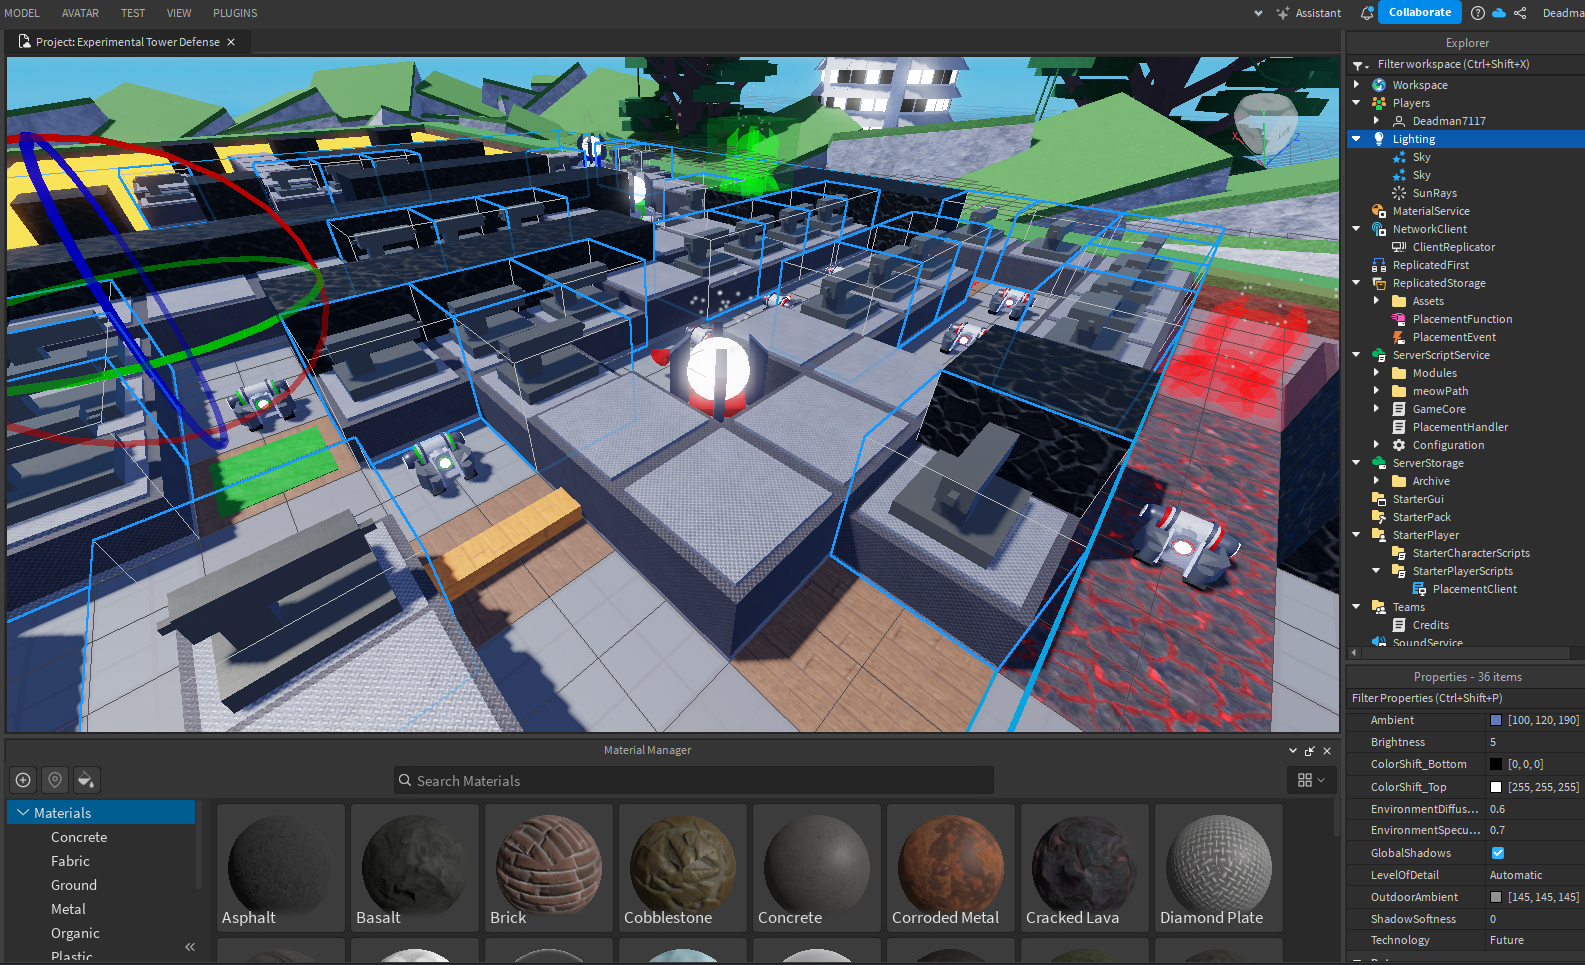 MODEL AVATAR TEST VIEW PLUGINS Assistant Collaborate Deadma
Project: Experimental Tower Defense
Explorer
Filter workspace (Ctrl+Shift+X)
Workspace
Players
Deadman7117
Lighting
Sky
Sky
SunRays
MaterialService
NetworkClient
ClientReplicator
ReplicatedFirst
ReplicatedStorage
Assets
PlacementFunction
PlacementEvent
ServerScriptService
Modules
meowPath
GameCore
PlacementHandler
Configuration
ServerStorage
Archive
StarterGui
StarterPack
StarterPlayer
StarterCharacterScripts
StarterPlayerScripts
PlacementClient
Teams
Credits
SoundService
Properties - 36 items
Filter Properties (Ctrl+Shift+P)
Ambient [100, 120, 190]
Brightness 5
ColorShift_Bottom [0, 0, 0]
ColorShift_Top [255, 255, 255]
EnvironmentDiffus... 0.6
EnvironmentSpecu... 0.7
GlobalShadows
LevelOfDetail Automatic
OutdoorAmbient [145, 145, 145]
ShadowSoftness 0
Technology Future
Material Manager
Search Materials
Materials
Concrete
Fabric
Ground
Metal
Organic
Plastic
Asphalt Basalt Brick Cobblestone Concrete Corroded Metal Cracked Lava Diamond Plate